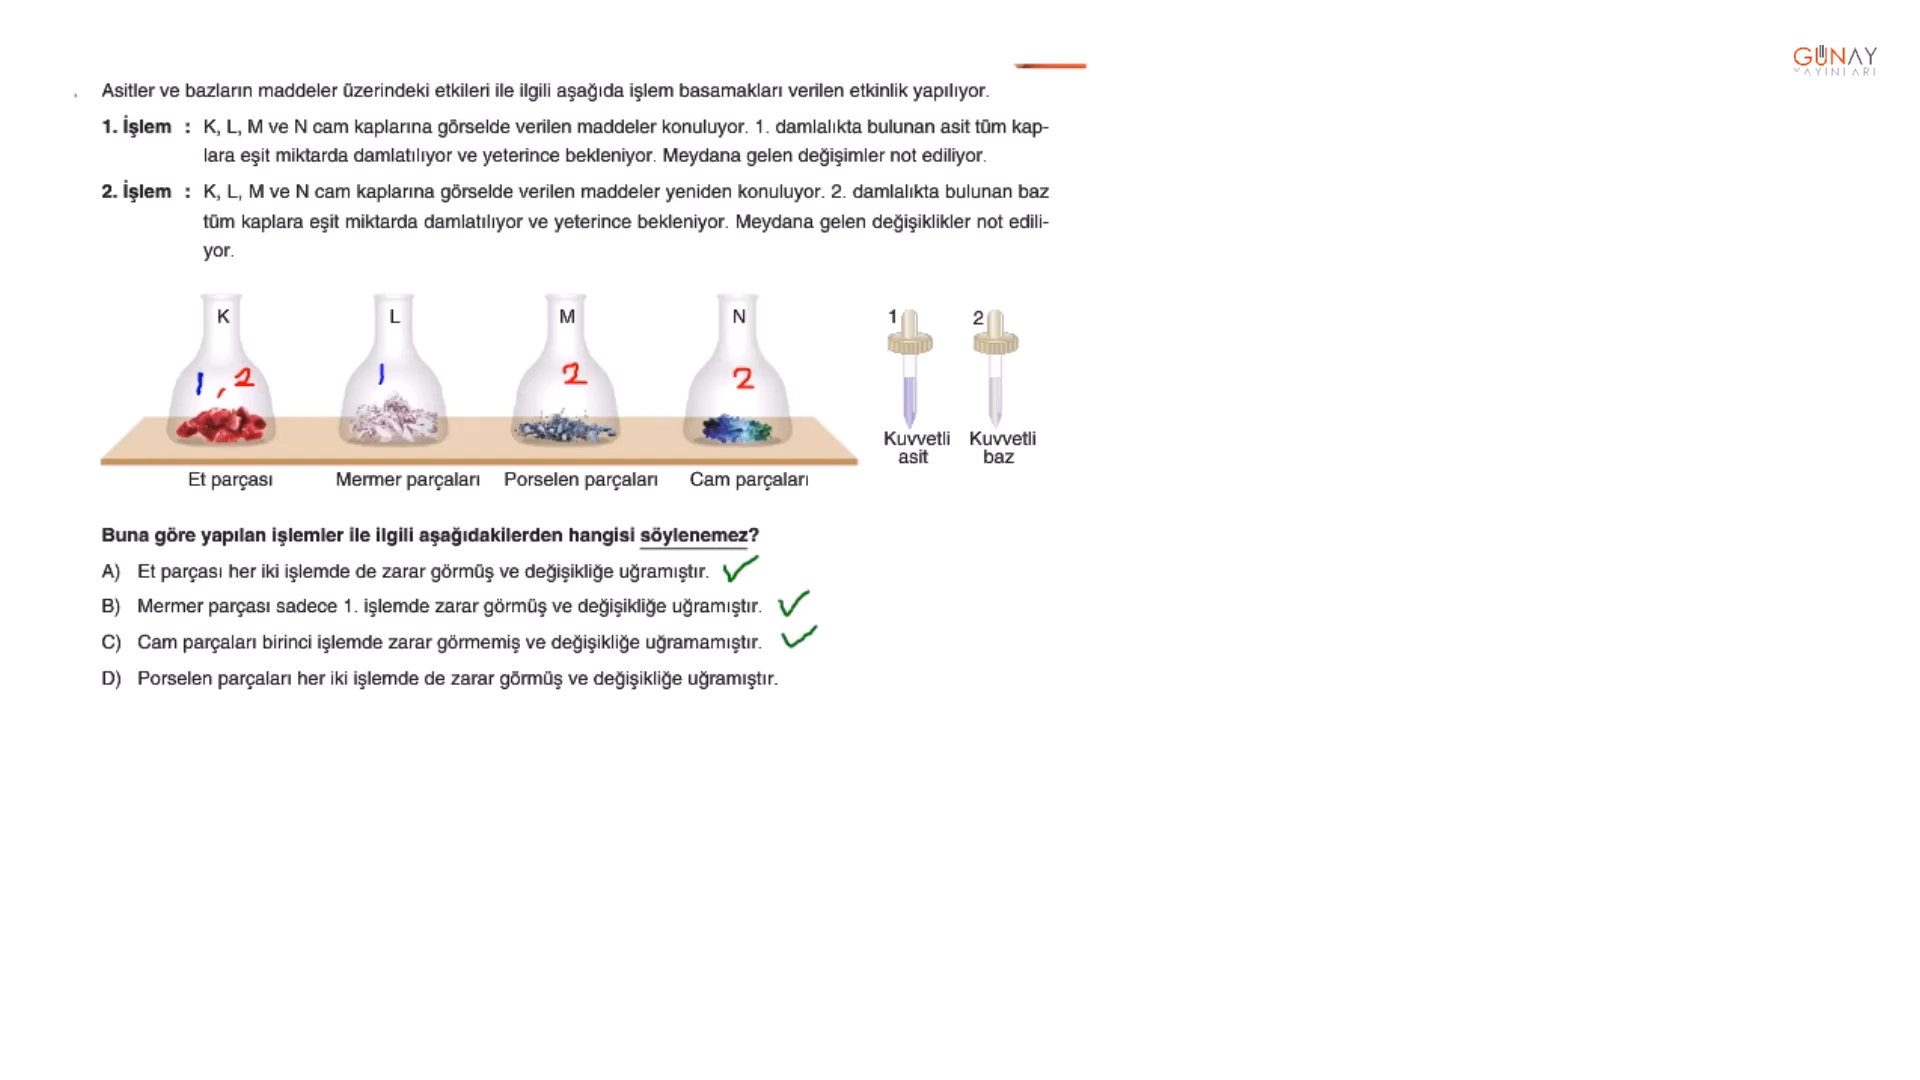 GÜNAY
YAYINLARI
Asitler ve bazların maddeler üzerindeki etkileri ile ilgili aşağıda işlem basamakları verilen etkinlik yapılıyor.
1. İşlem : K, L, M ve N cam kaplarına görselde verilen maddeler konuluyor. 1. damlalıkta bulunan asit tüm kap-
lara eşit miktarda damlatılıyor ve yeterince bekleniyor. Meydana gelen değişimler not ediliyor.
2. İşlem : K, L, M ve N cam kaplarına görselde verilen maddeler yeniden konuluyor. 2. damlalıkta bulunan baz
tüm kaplara eşit miktarda damlatılıyor ve yeterince bekleniyor. Meydana gelen değişiklikler not edili-
yor.
K L M N 1 2
1, 2 1 2 2
Kuvvetli asit Kuvvetli baz
Et parçası Mermer parçaları Porselen parçaları Cam parçaları
Buna göre yapılan işlemler ile ilgili aşağıdakilerden hangisi söylenemez?
A) Et parçası her iki işlemde de zarar görmüş ve değişikliğe uğramıştır.
B) Mermer parçası sadece 1. işlemde zarar görmüş ve değişikliğe uğramıştır.
C) Cam parçaları birinci işlemde zarar görmemiş ve değişikliğe uğramamıştır.
D) Porselen parçaları her iki işlemde de zarar görmüş ve değişikliğe uğramıştır.